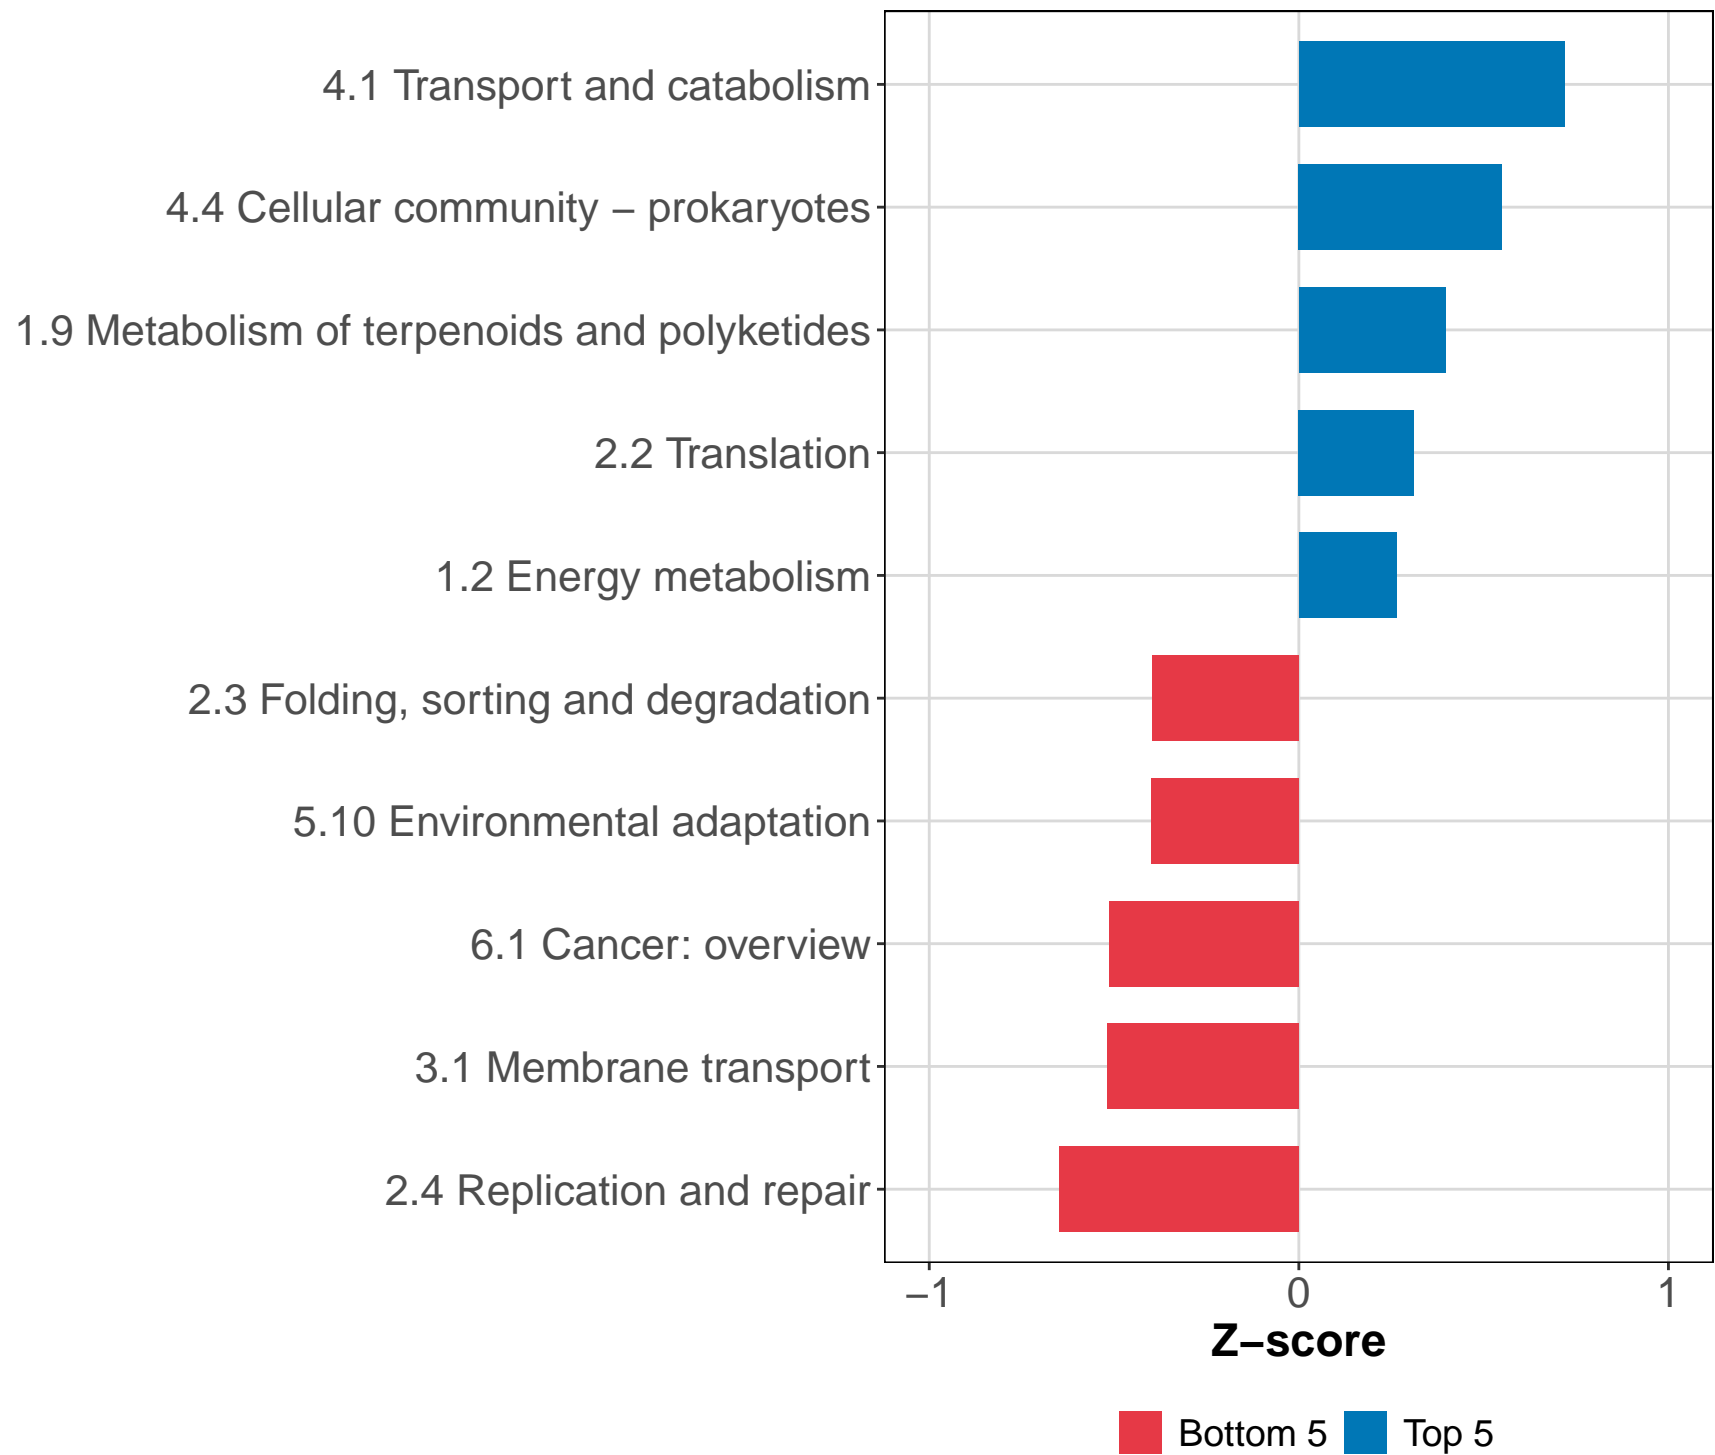 4.1 Transport and catabolism
4.4 Cellular community – prokaryotes
1.9 Metabolism of terpenoids and polyketides
2.2 Translation
1.2 Energy metabolism
2.3 Folding, sorting and degradation
5.10 Environmental adaptation
6.1 Cancer: overview
3.1 Membrane transport
2.4 Replication and repair
−1 0 1
Z−score
Bottom 5 Top 5